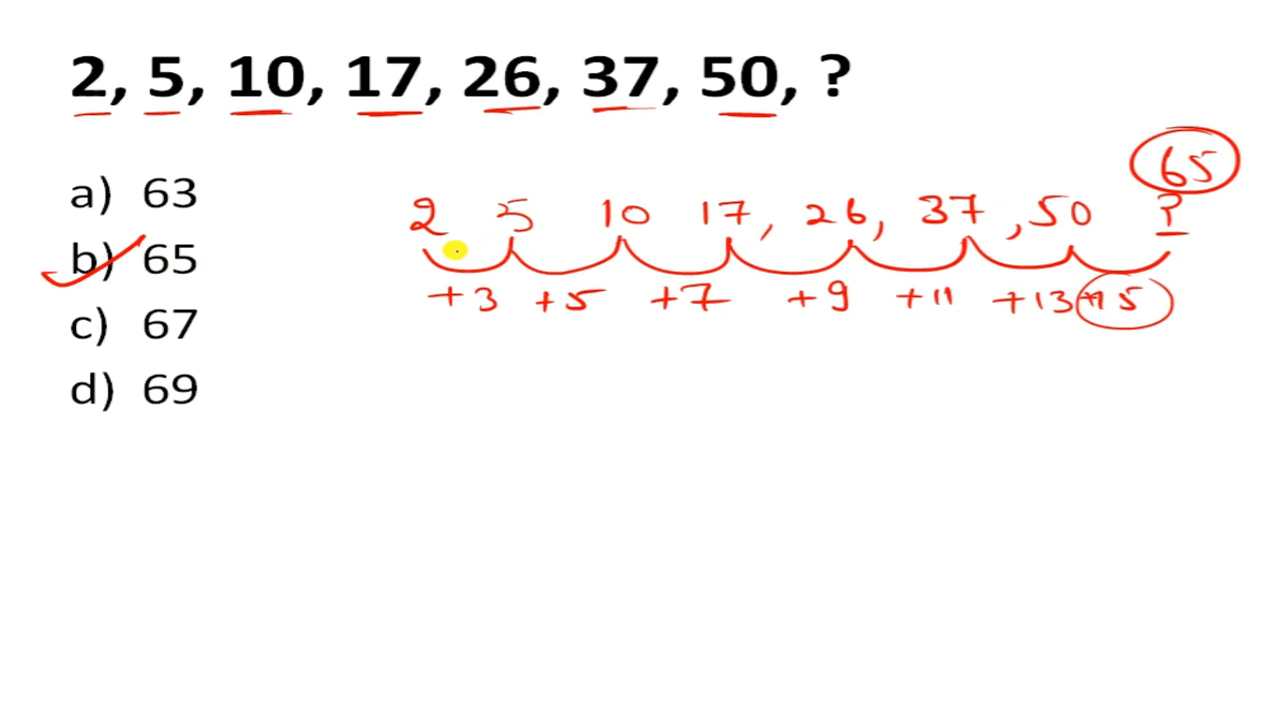 2, 5, 10, 17, 26, 37, 50, ?
a) 63
b) 65
c) 67
d) 69
65
2 5 10 17, 26, 37, 50 ?
+3 +5 +7 +9 +11 +13 +15